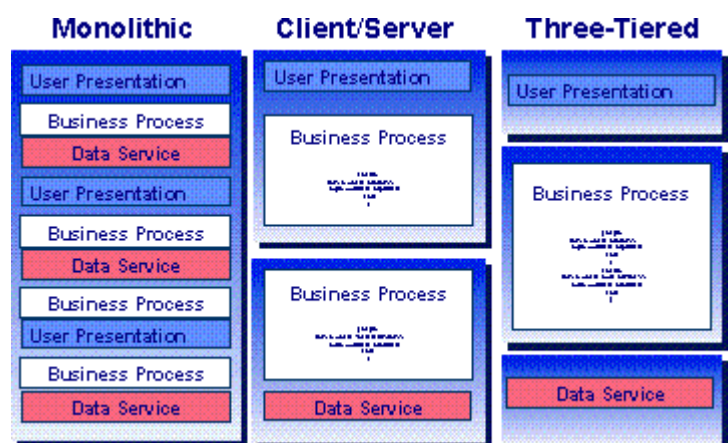 Monolithic
User Presentation
Business Process
Data Service
User Presentation
Business Process
Data Service
Business Process
User Presentation
Business Process
Data Service
Client/Server
User Presentation
Business Process
Business Process
Data Service
Three-Tiered
User Presentation
Business Process
Data Service